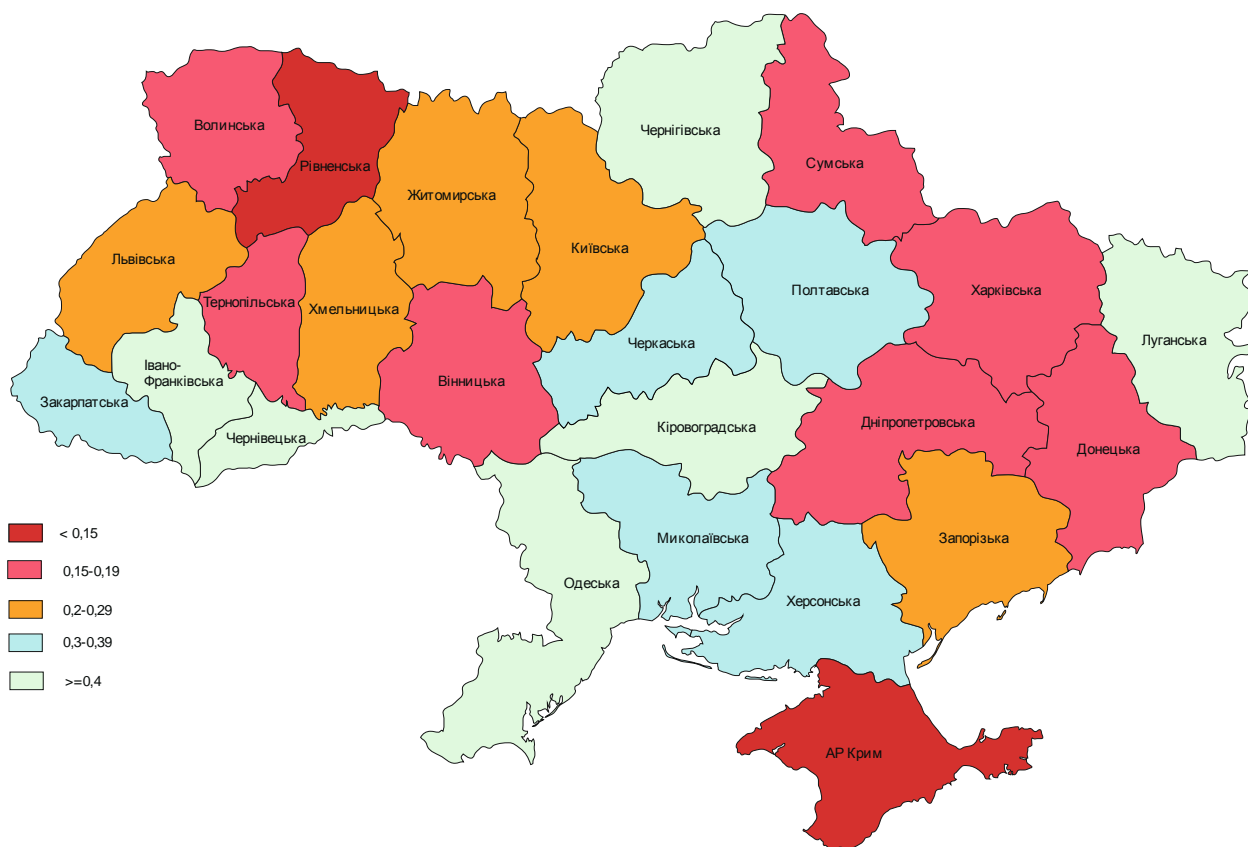 Волинська
Рівненська
Чернігівська
Сумська
Житомирська
Київська
Львівська
Тернопільська
Хмельницька
Полтавська
Харківська
Черкаська
Луганська
Івано-
Франківська
Вінницька
Закарпатська
Чернівецька
Кіровоградська
Дніпропетровська
Донецька
Миколаївська
Запорізька
Одеська
Херсонська
АР Крим
< 0,15
0,15-0,19
0,2-0,29
0,3-0,39
>=0,4